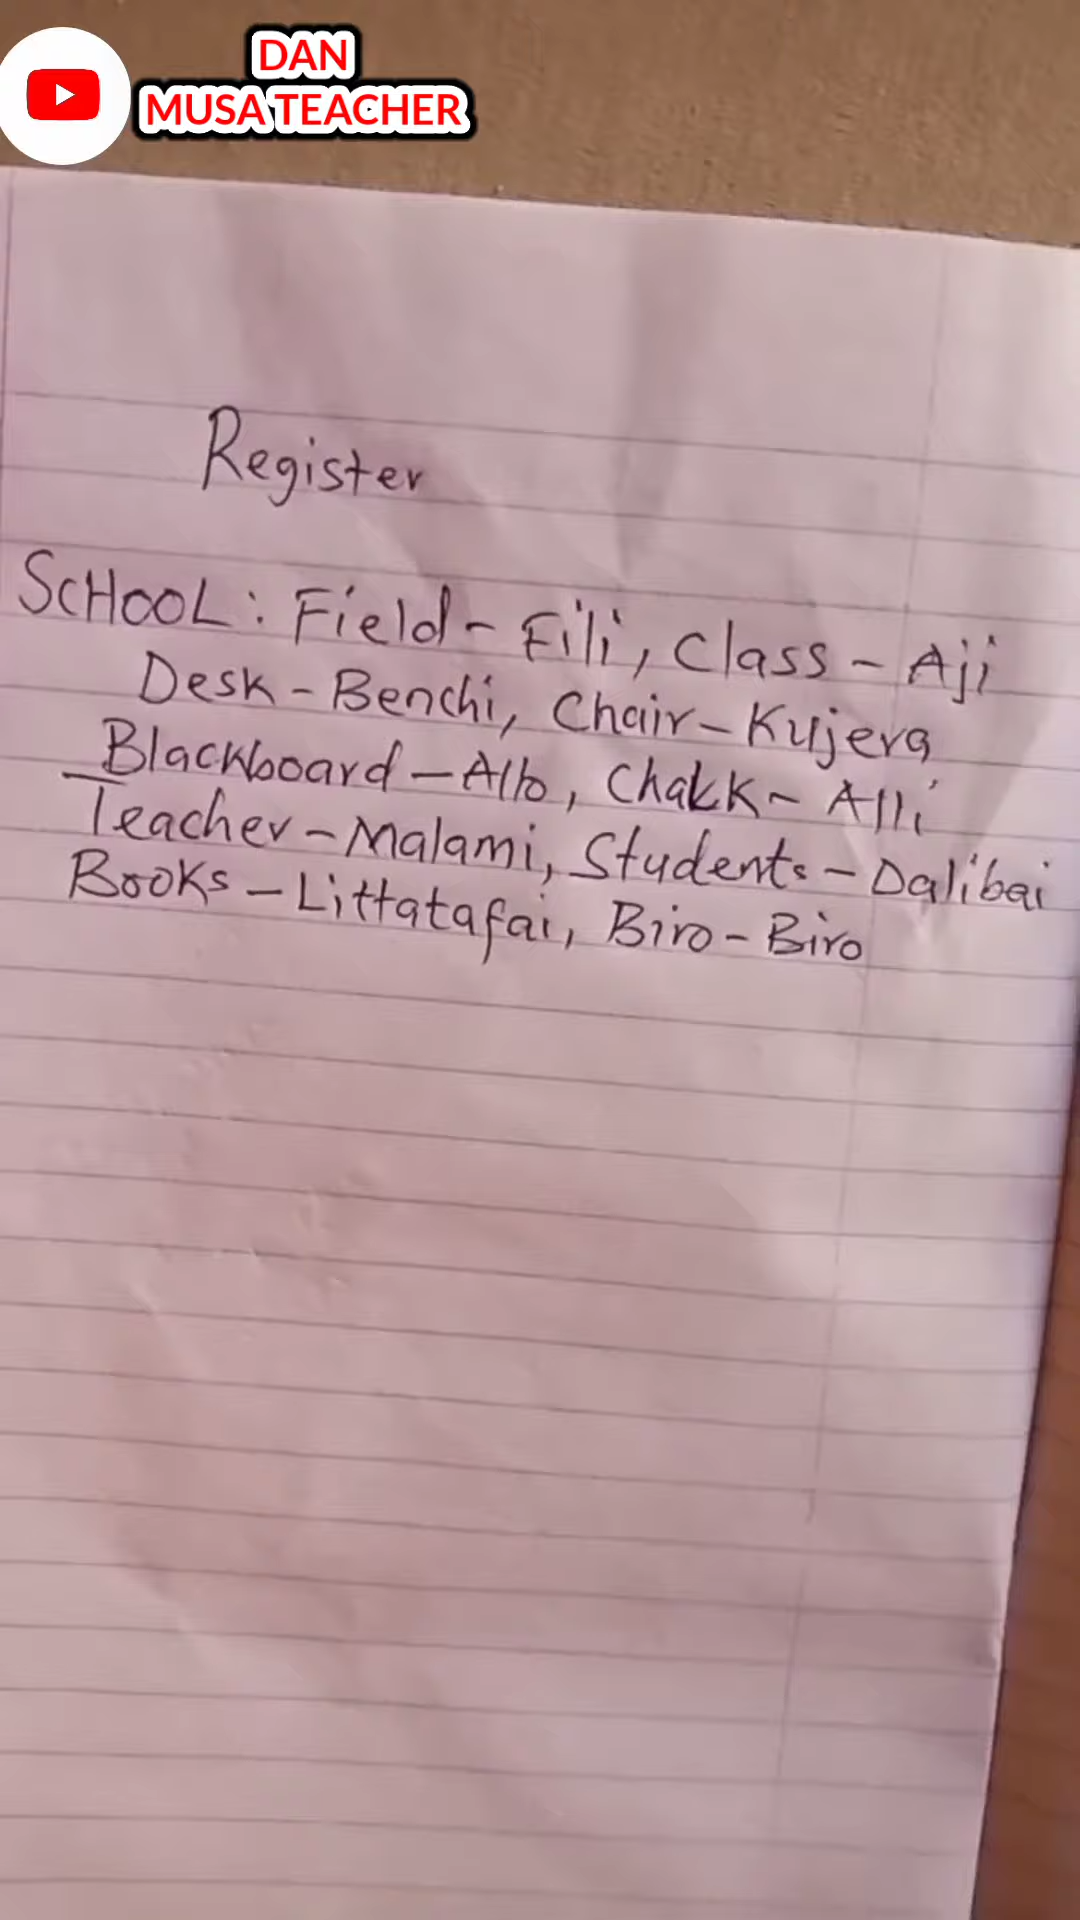 DAN
MUSA TEACHER
Register
SCHOOL: Field - Fili, Class - Aji
Desk - Benchi, Chair - Kujera
Blackboard - Allo, Chakk - Alli
Teacher - Malami, Students - Dalibai
Books - Littatafai, Biro - Biro